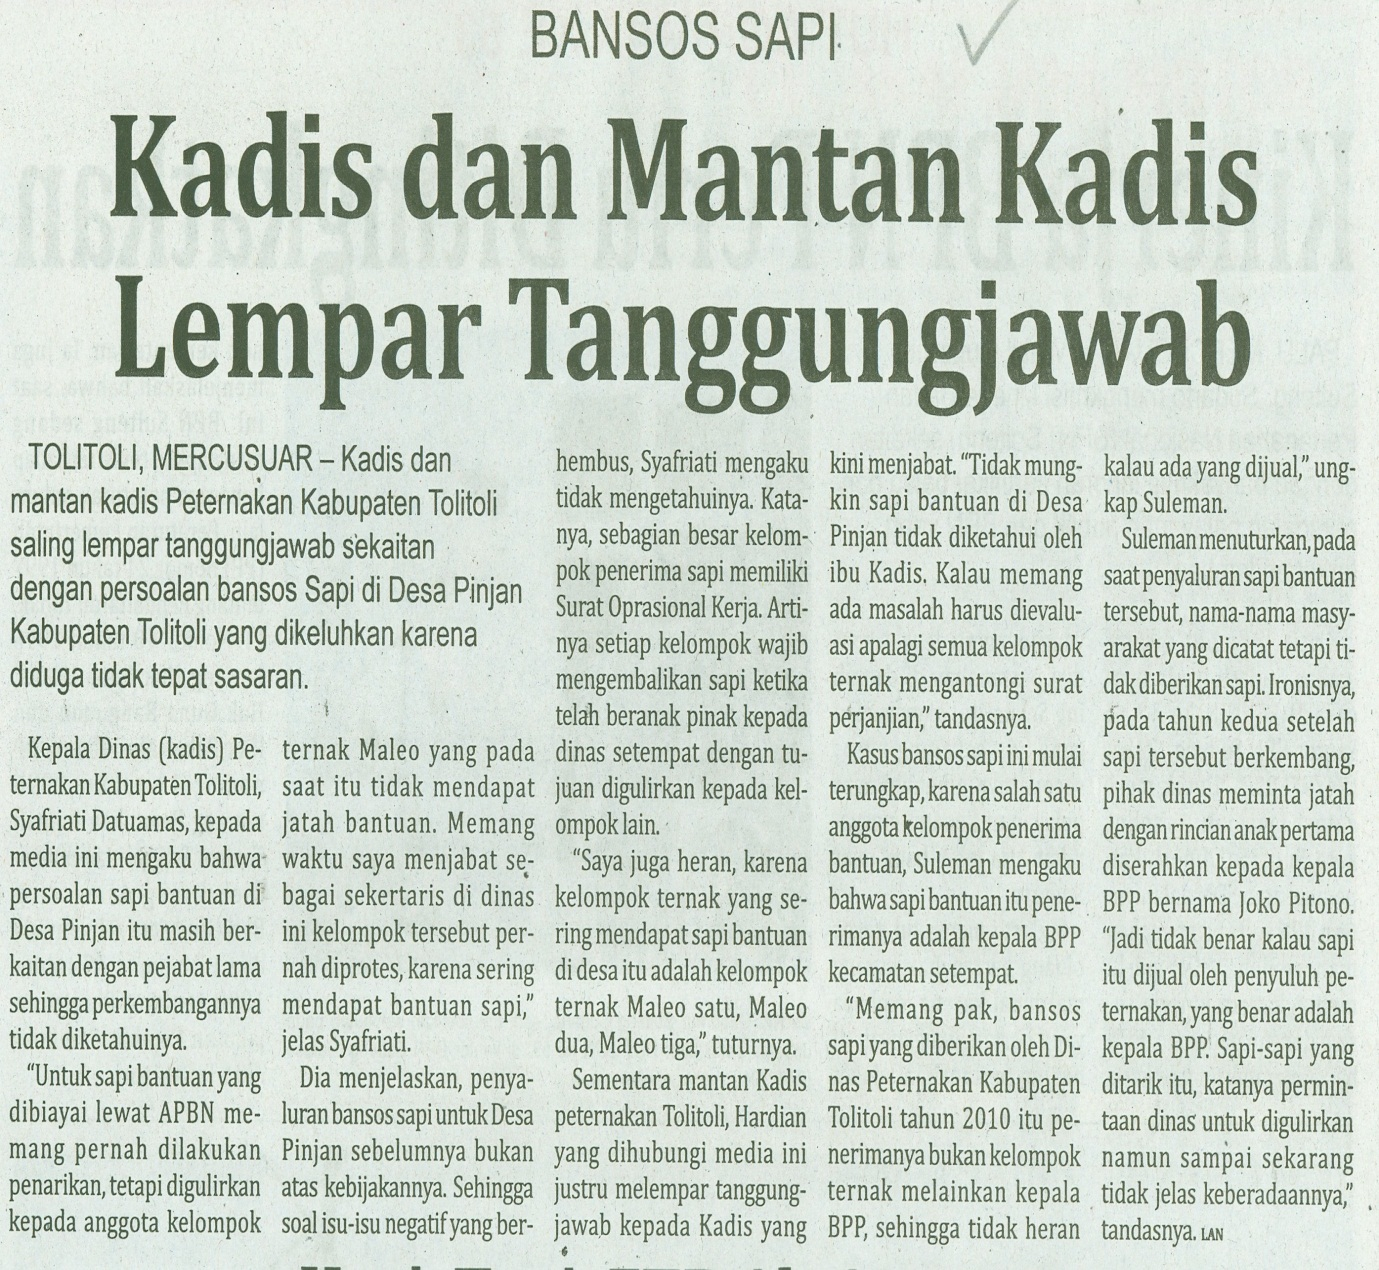 BANSOS SAPI
Kadis dan Mantan Kadis
Lempar Tanggungjawab
TOLITOLI, MERCUSUAR – Kadis dan
mantan kadis Peternakan Kabupaten Tolitoli
saling lempar tanggungjawab sekaitan
dengan persoalan bansos Sapi di Desa Pinjan
Kabupaten Tolitoli yang dikeluhkan karena
diduga tidak tepat sasaran.
Kepala Dinas (kadis) Pe-
ternakan Kabupaten Tolitoli,
Syafriati Datuamas, kepada
media ini mengaku bahwa
persoalan sapi bantuan di
Desa Pinjan itu masih ber-
kaitan dengan pejabat lama
sehingga perkembangannya
tidak diketahuinya.
“Untuk sapi bantuan yang
dibiayai lewat APBN me-
mang pernah dilakukan
penarikan, tetapi digulirkan
kepada anggota kelompok
ternak Maleo yang pada
saat itu tidak mendapat
jatah bantuan. Memang
waktu saya menjabat se-
bagai sekertaris di dinas
ini kelompok tersebut per-
nah diprotes, karena sering
mendapat bantuan sapi,”
jelas Syafriati.
Dia menjelaskan, penya-
luran bansos sapi untuk Desa
Pinjan sebelumnya bukan
atas kebijakannya. Sehingga
soal isu-isu negatif yang ber-
hembus, Syafriati mengaku
tidak mengetahuinya. Kata-
nya, sebagian besar kelom-
pok penerima sapi memiliki
Surat Oprasional Kerja. Arti-
nya setiap kelompok wajib
mengembalikan sapi ketika
telah beranak pinak kepada
dinas setempat dengan tu-
juan digulirkan kepada kel-
ompok lain.
“Saya juga heran, karena
kelompok ternak yang se-
ring mendapat sapi bantuan
di desa itu adalah kelompok
ternak Maleo satu, Maleo
dua, Maleo tiga,” tuturnya.
Sementara mantan Kadis
peternakan Tolitoli, Hardian
yang dihubungi media ini
justru melempar tanggung-
jawab kepada Kadis yang
kini menjabat. “Tidak mung-
kin sapi bantuan di Desa
Pinjan tidak diketahui oleh
ibu Kadis. Kalau memang
ada masalah harus dievalu-
asi apalagi semua kelompok
ternak mengantongi surat
perjanjian,” tandasnya.
Kasus bansos sapi ini mulai
terungkap, karena salah satu
anggota kelompok penerima
bantuan, Suleman mengaku
bahwa sapi bantuan itu pene-
rimanya adalah kepala BPP
kecamatan setempat.
“Memang pak, bansos
sapi yang diberikan oleh Di-
nas Peternakan Kabupaten
Tolitoli tahun 2010 itu pe-
nerimanya bukan kelompok
ternak melainkan kepala
BPP, sehingga tidak heran
kalau ada yang dijual,” ung-
kap Suleman.
Suleman menuturkan, pada
saat penyaluran sapi bantuan
tersebut, nama-nama masy-
arakat yang dicatat tetapi ti-
dak diberikan sapi. Ironisnya,
pada tahun kedua setelah
sapi tersebut berkembang,
pihak dinas meminta jatah
dengan rincian anak pertama
diserahkan kepada kepala
BPP bernama Joko Pitono.
“Jadi tidak benar kalau sapi
itu dijual oleh penyuluh pe-
ternakan, yang benar adalah
kepala BPP. Sapi-sapi yang
ditarik itu, katanya permin-
taan dinas untuk digulirkan
namun sampai sekarang
tidak jelas keberadaannya,”
tandasnya. LAN